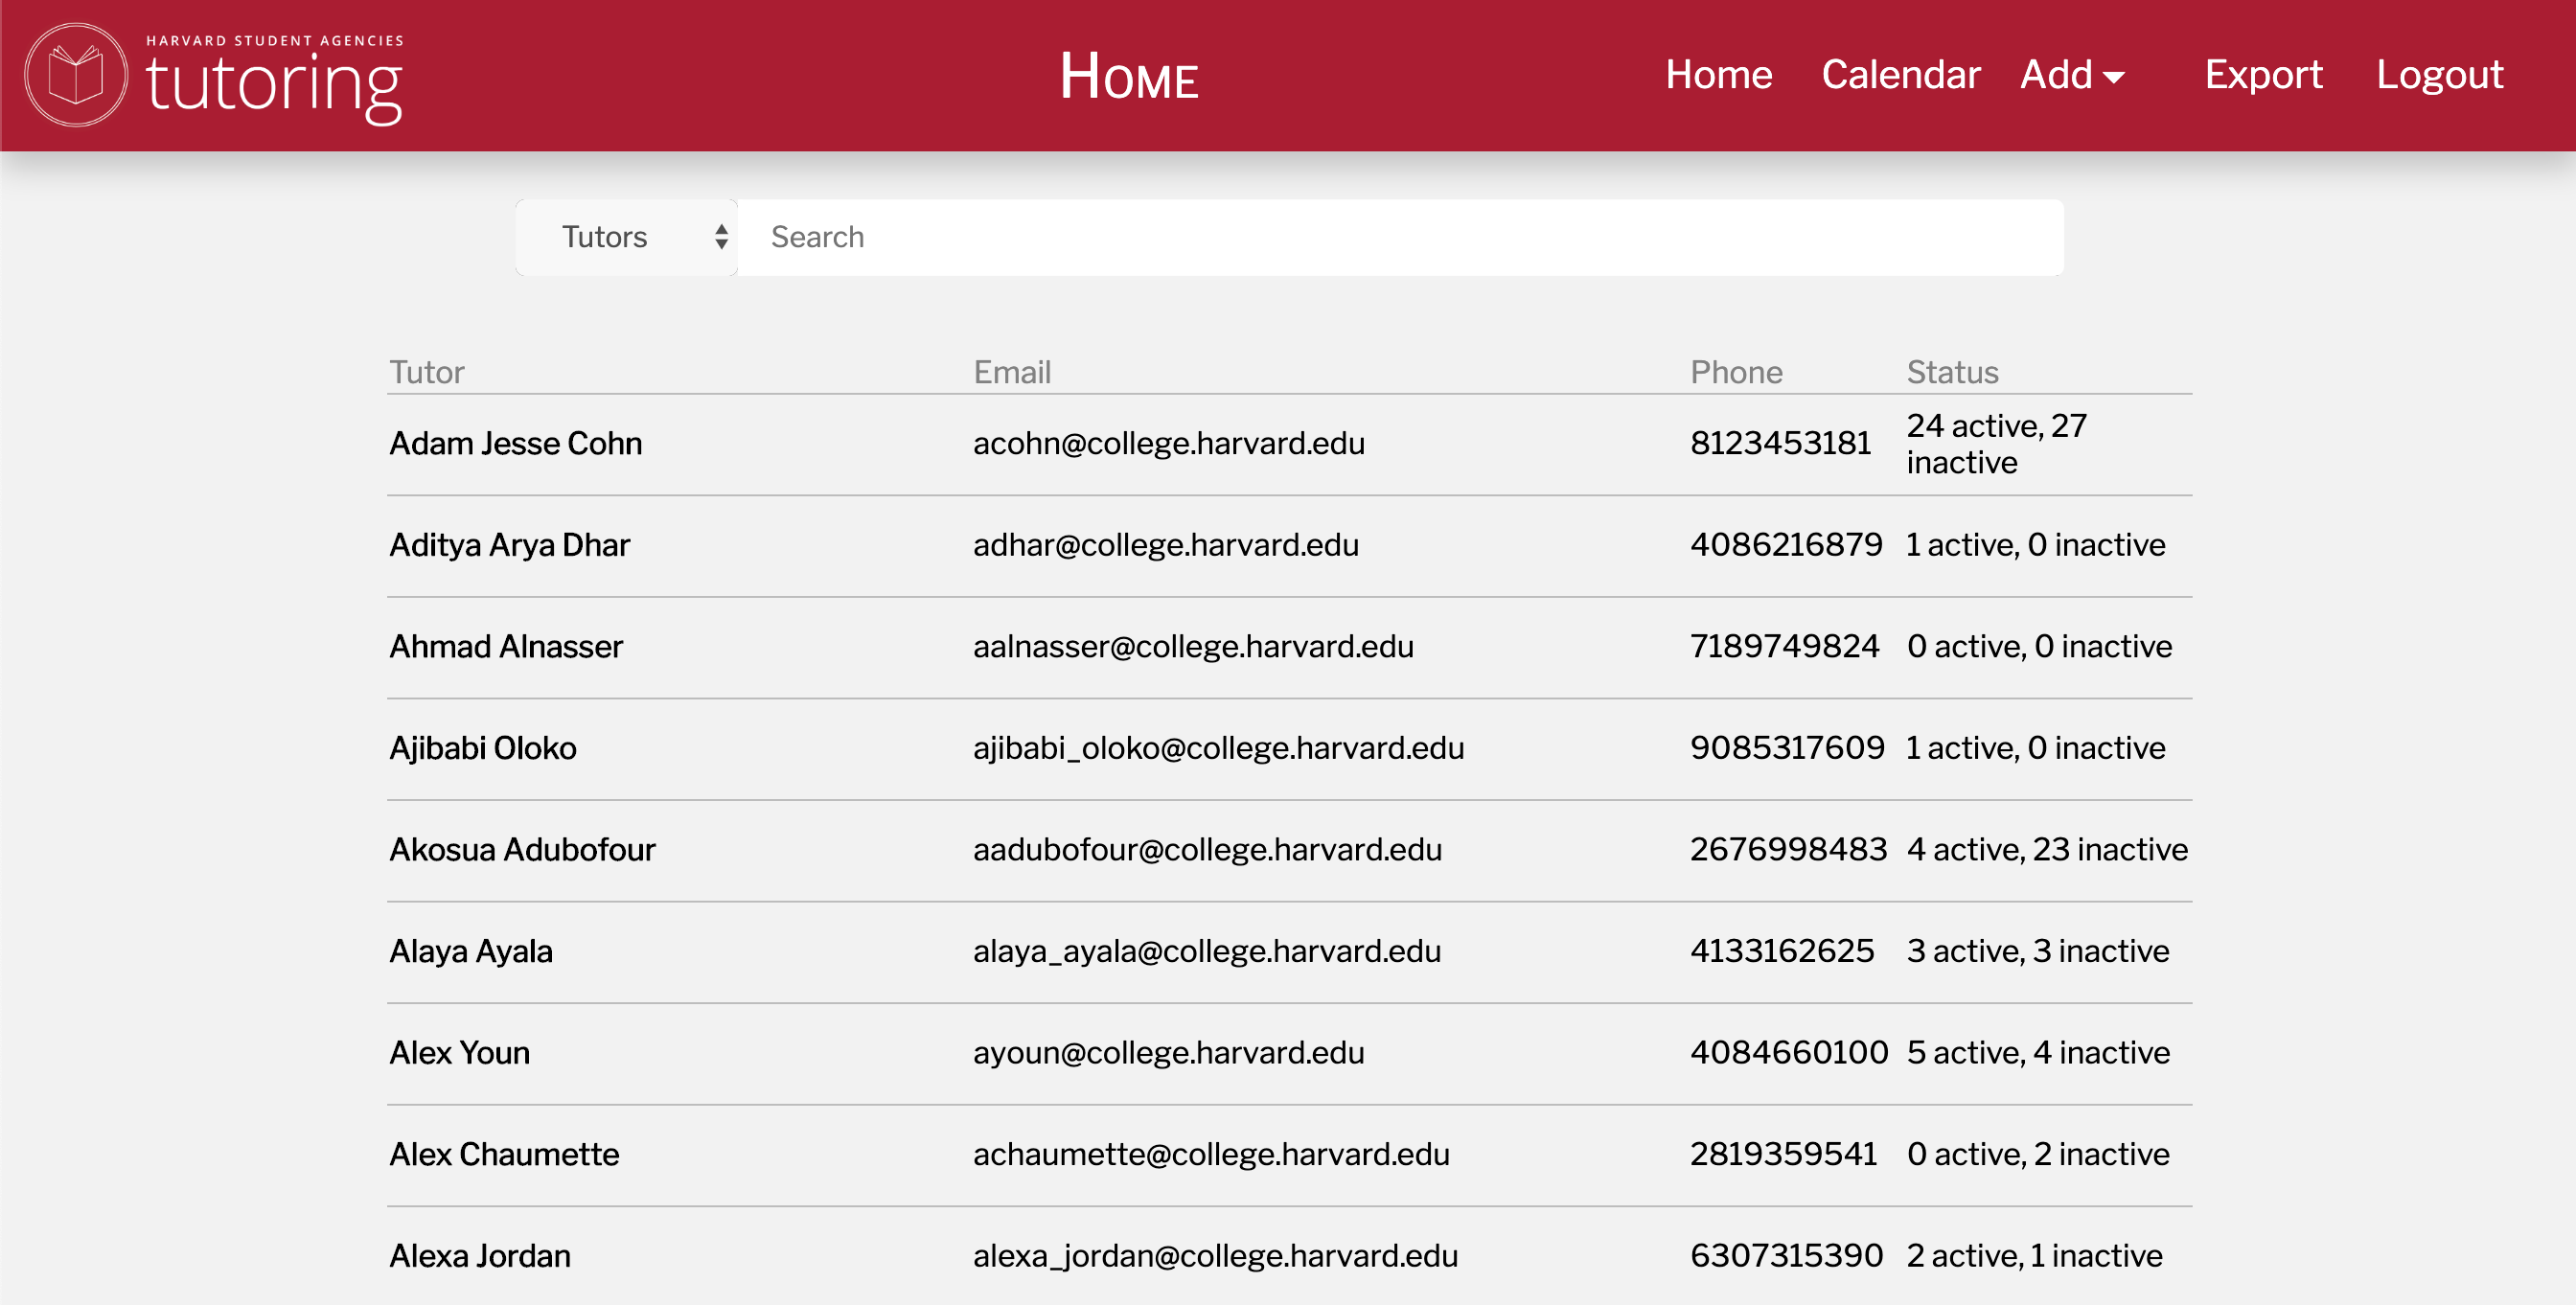 HARVARD STUDENT AGENCIES
tutoring
HOME
Home Calendar Add Export Logout
Tutors Search
Tutor Email Phone Status
Adam Jesse Cohn acohn@college.harvard.edu 8123453181 24 active, 27 inactive
Aditya Arya Dhar adhar@college.harvard.edu 4086216879 1 active, 0 inactive
Ahmad Alnasser aalnasser@college.harvard.edu 7189749824 0 active, 0 inactive
Ajibabi Oloko ajibabi_oloko@college.harvard.edu 9085317609 1 active, 0 inactive
Akosua Adubofour aadubofour@college.harvard.edu 2676998483 4 active, 23 inactive
Alaya Ayala alaya_ayala@college.harvard.edu 4133162625 3 active, 3 inactive
Alex Youn ayoun@college.harvard.edu 4084660100 5 active, 4 inactive
Alex Chaumette achaumette@college.harvard.edu 2819359541 0 active, 2 inactive
Alexa Jordan alexa_jordan@college.harvard.edu 6307315390 2 active, 1 inactive